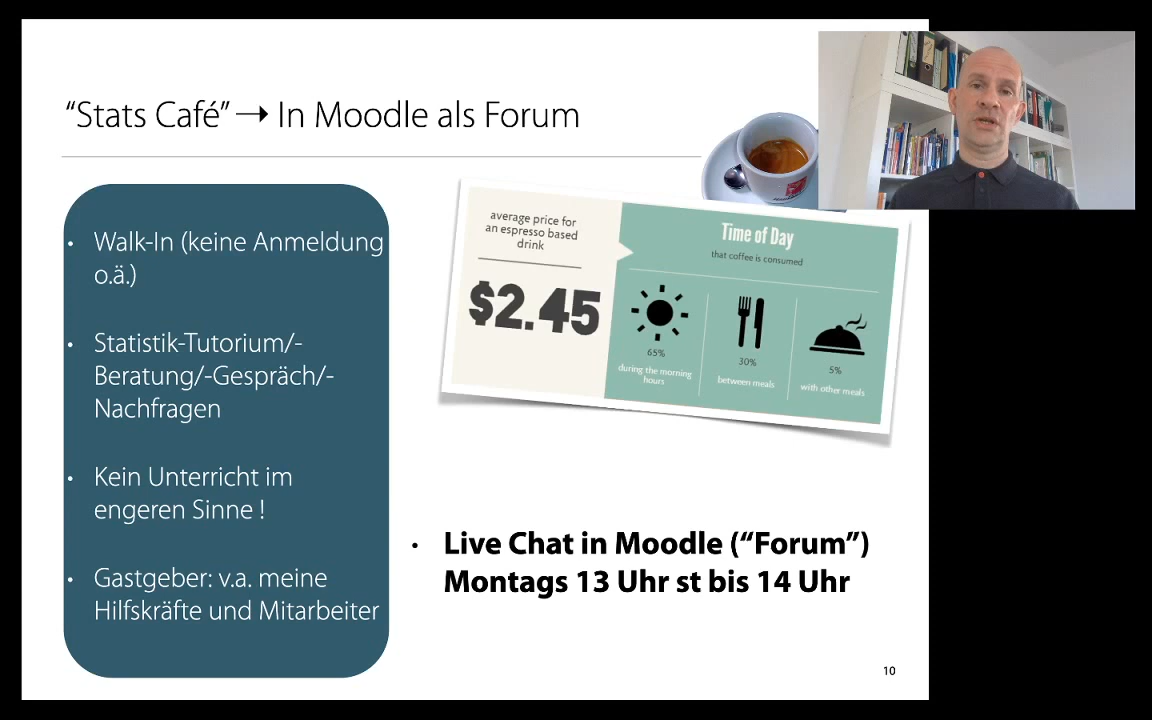 “Stats Café” → In Moodle als Forum
• Walk-In (keine Anmeldung
o.ä.)
• Statistik-Tutorium/-
Beratung/-Gespräch/-
Nachfragen
• Kein Unterricht im
engeren Sinne !
• Gastgeber: v.a. meine
Hilfskräfte und Mitarbeiter
average price for
an espresso based
drink
$2.45
Time of Day
that coffee is consumed
65%
during the morning
hours
30%
between meals
5%
with other meals
• Live Chat in Moodle (“Forum”)
Montags 13 Uhr st bis 14 Uhr
10